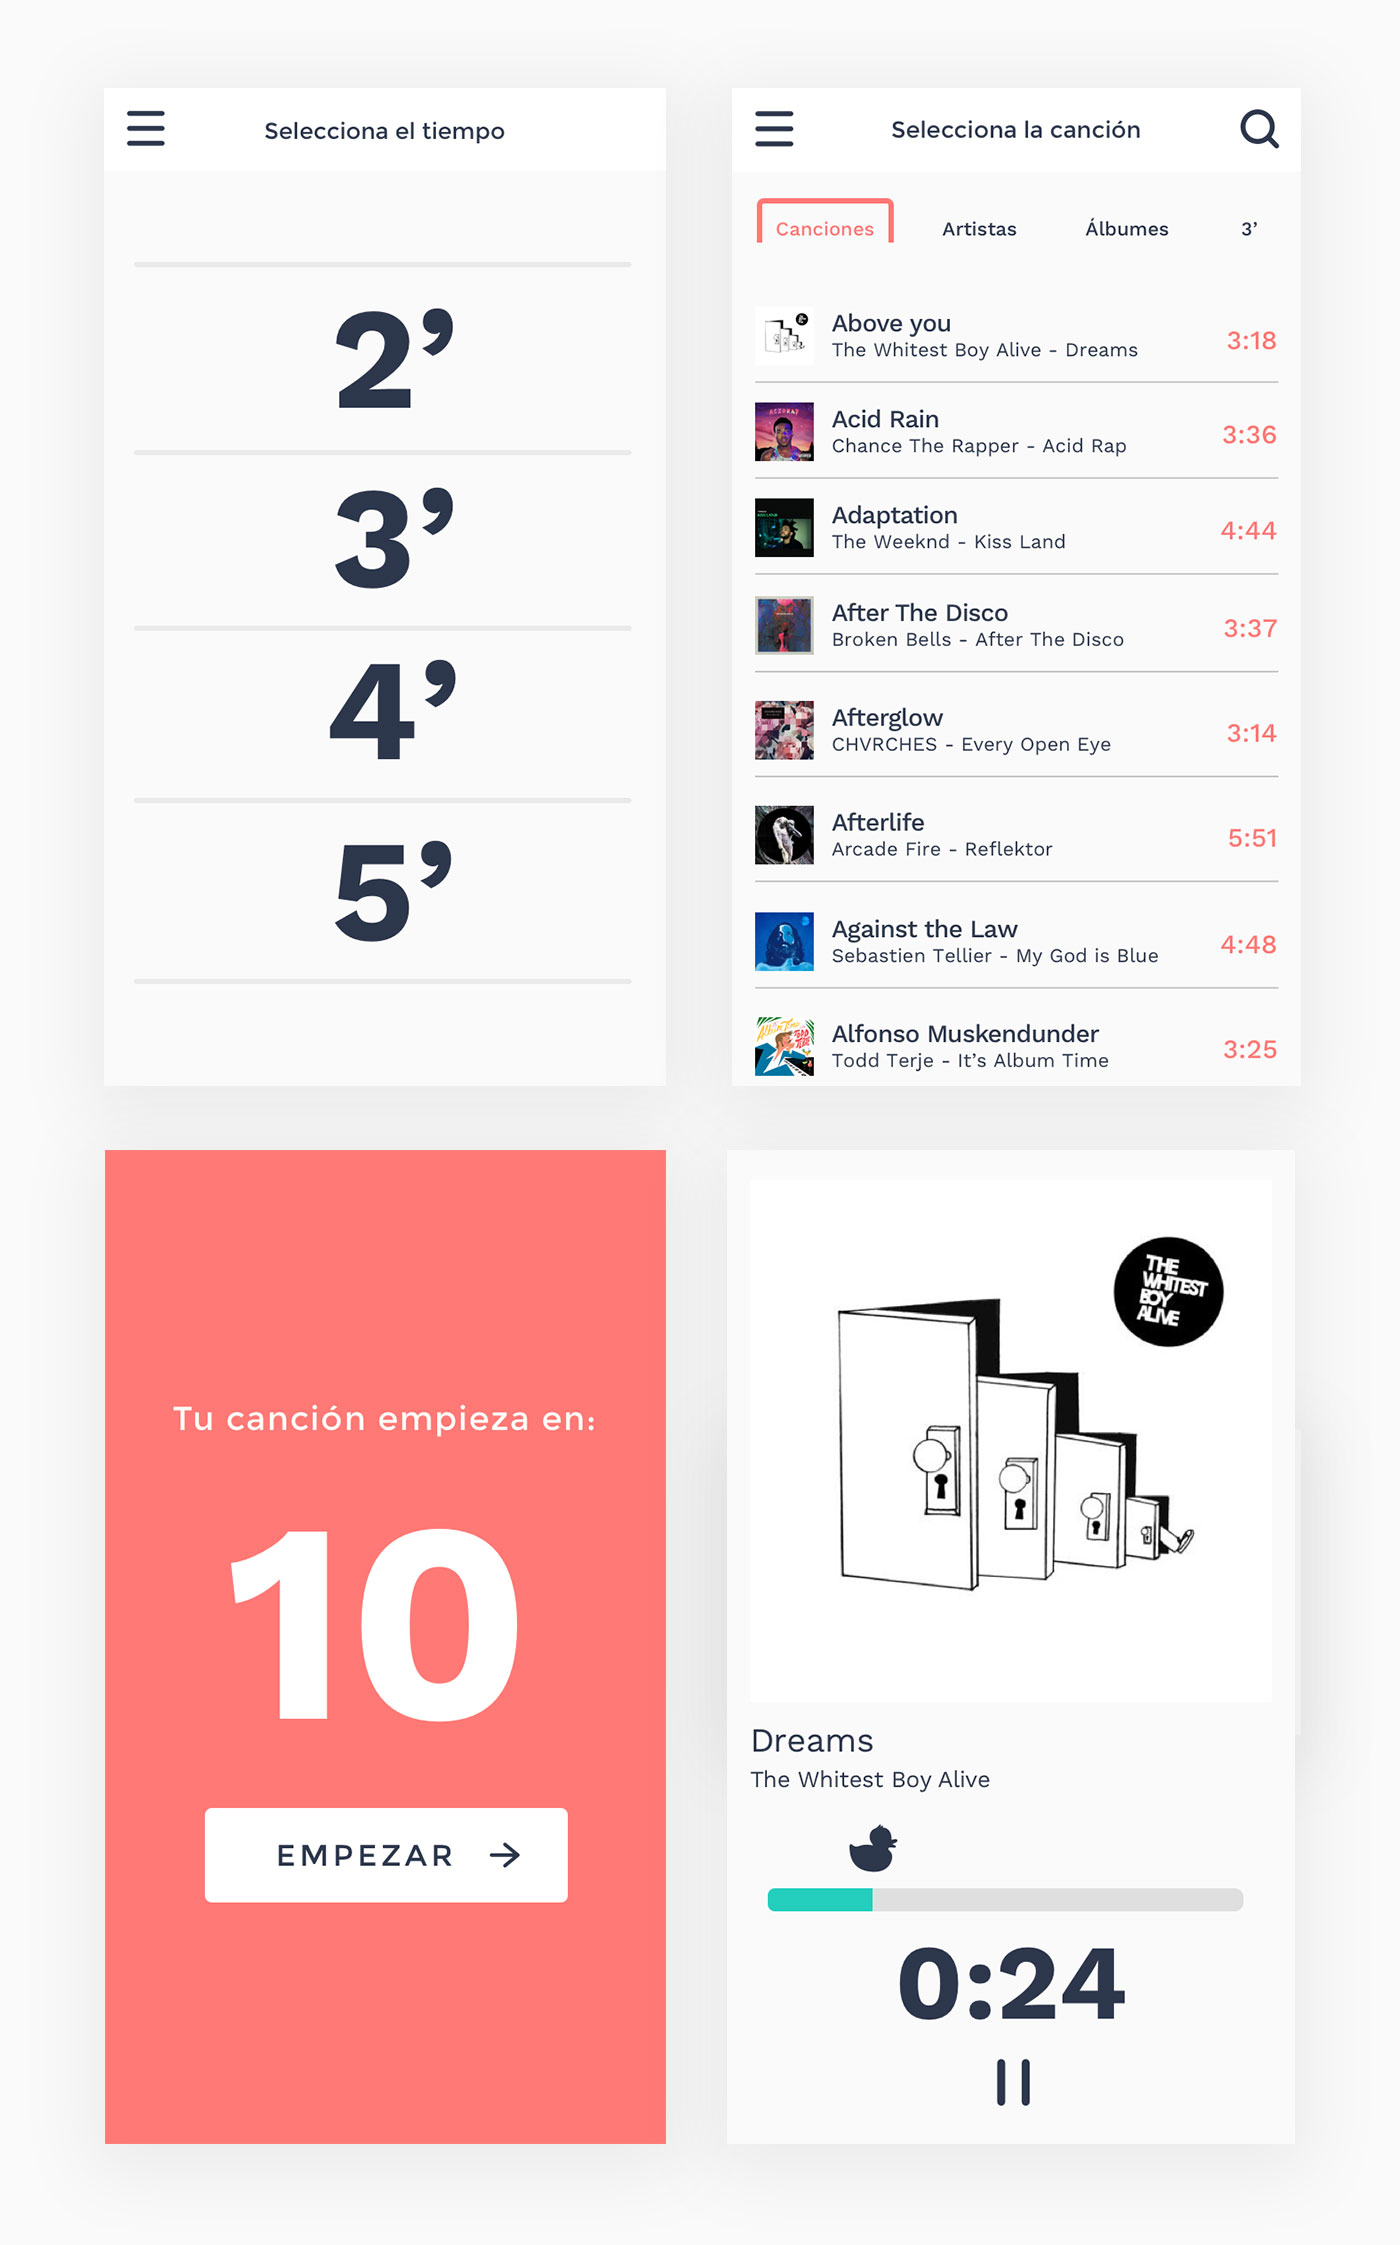 Selecciona el tiempo
2’
3’
4’
5’
Selecciona la canción
Canciones Artistas Álbumes 3’
Above you
The Whitest Boy Alive - Dreams
3:18
ACID RAP
Acid Rain
Chance The Rapper - Acid Rap
3:36
Adaptation
The Weeknd - Kiss Land
4:44
After The Disco
Broken Bells - After The Disco
3:37
Afterglow
CHVRCHES - Every Open Eye
3:14
Afterlife
Arcade Fire - Reflektor
5:51
Against the Law
Sebastien Tellier - My God is Blue
4:48
Alfonso Muskendunder
Todd Terje - It’s Album Time
3:25
Tu canción empieza en:
10
EMPEZAR
THE
WHITEST
BOY
ALIVE
Dreams
The Whitest Boy Alive
0:24